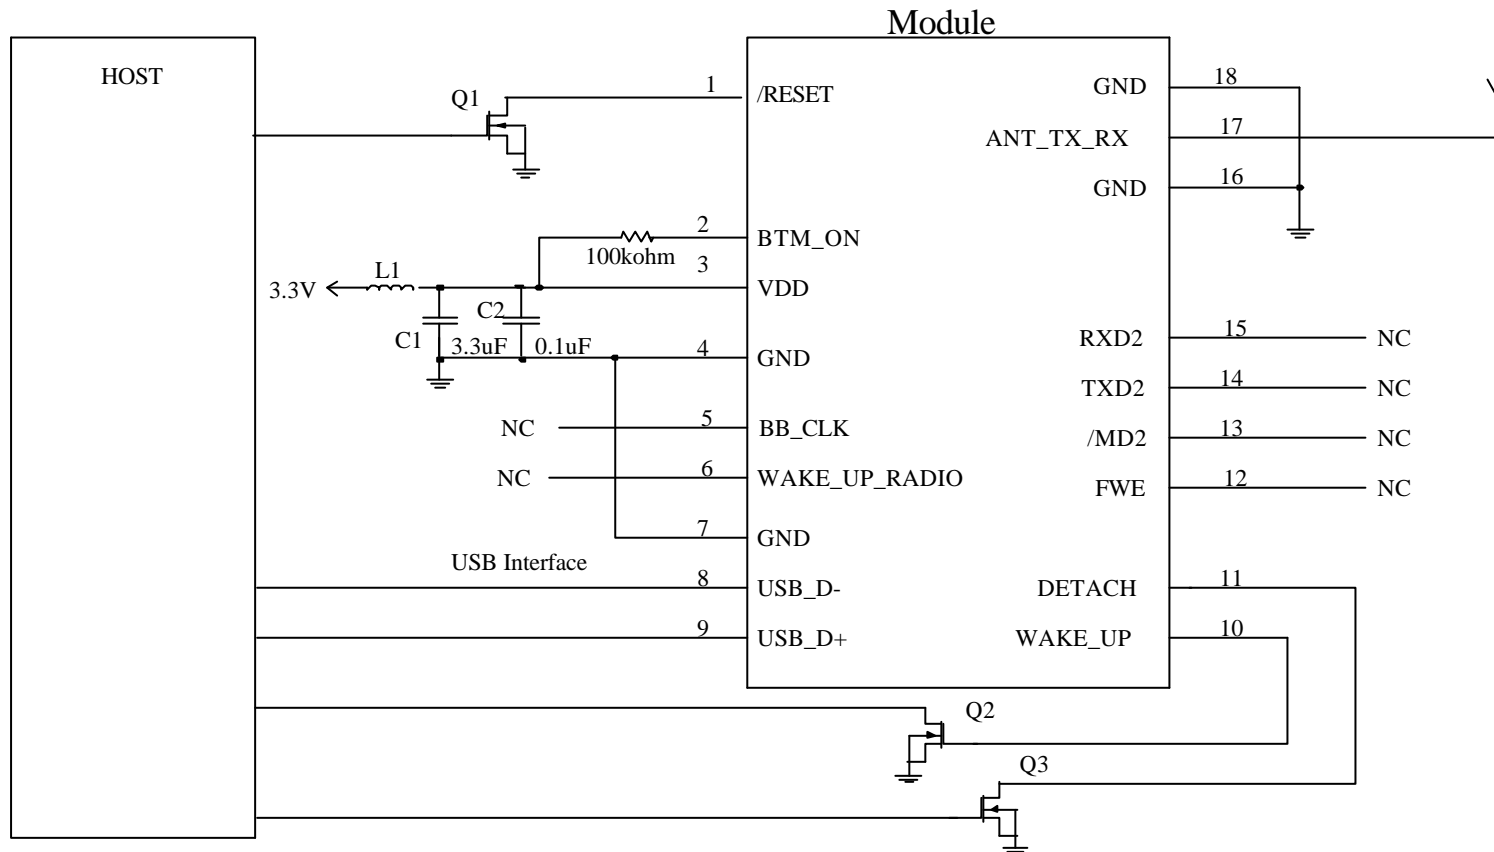 Module
HOST
Q1
1
/RESET
GND
18
ANT_TX_RX
17
GND
16
2
BTM_ON
100kohm
3
VDD
3.3V
L1
C1
3.3uF
C2
0.1uF
4
GND
RXD2
15
NC
TXD2
14
NC
NC
5
BB_CLK
/MD2
13
NC
NC
6
WAKE_UP_RADIO
FWE
12
NC
7
GND
USB Interface
8
USB_D-
DETACH
11
9
USB_D+
WAKE_UP
10
Q2
Q3